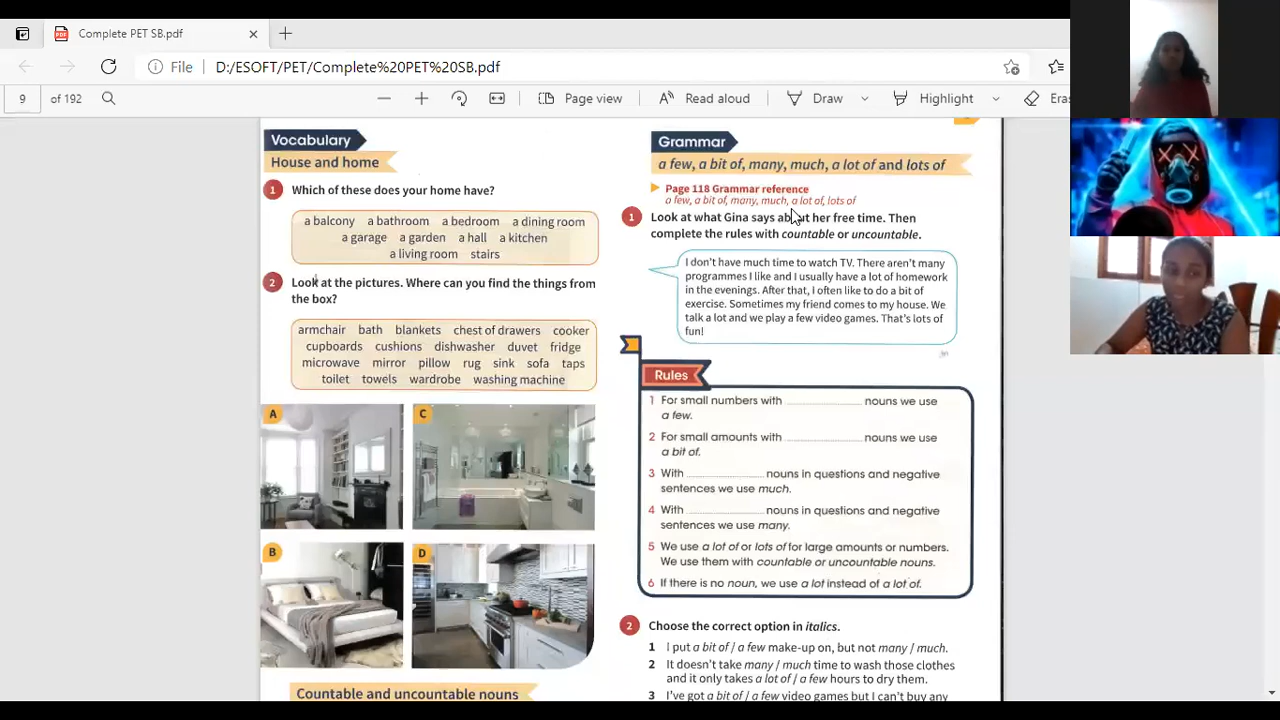 Complete PET SB.pdf
File
D:/ESOFT/PET/Complete%20PET%20SB.pdf
9
of 192
Page view
Read aloud
Draw
Highlight
Eras
Vocabulary
House and home
1 Which of these does your home have?
a balcony a bathroom a bedroom a dining room
a garage a garden a hall a kitchen
a living room stairs
2 Look at the pictures. Where can you find the things from
the box?
armchair bath blankets chest of drawers cooker
cupboards cushions dishwasher duvet fridge
microwave mirror pillow rug sink sofa taps
toilet towels wardrobe washing machine
A
C
B
D
Countable and uncountable nouns
Grammar
a few, a bit of, many, much, a lot of and lots of
Page 118 Grammar reference
a few, a bit of, many, much, a lot of, lots of
1 Look at what Gina says about her free time. Then
complete the rules with countable or uncountable.
I don't have much time to watch TV. There aren't many
programmes I like and I usually have a lot of homework
in the evenings. After that, I often like to do a bit of
exercise. Sometimes my friend comes to my house. We
talk a lot and we play a few video games. That's lots of
fun!
Rules
1 For small numbers with .................... nouns we use
a few.
2 For small amounts with .................... nouns we use
a bit of.
3 With .................... nouns in questions and negative
sentences we use much.
4 With .................... nouns in questions and negative
sentences we use many.
5 We use a lot of or lots of for large amounts or numbers.
We use them with countable or uncountable nouns.
6 If there is no noun, we use a lot instead of a lot of.
2 Choose the correct option in italics.
1 I put a bit of / a few make-up on, but not many / much.
2 It doesn't take many / much time to wash those clothes
and it only takes a lot of / a few hours to dry them.
3 I've got a bit of / a few video games but I can't buy any